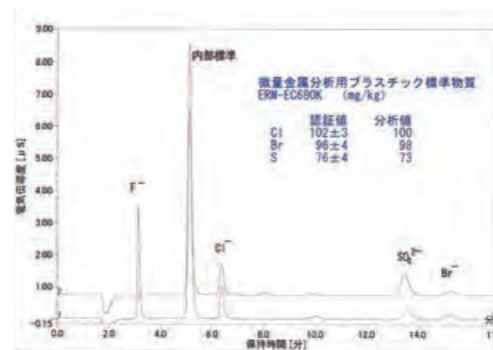 9.00
8.00
6.00
5.00
4.00
3.00
2.00
1.00
-0.15
電気伝導度 [μS]
内部標準
微量金属分析用プラスチック標準物質
ERM-EC680K (mg/kg)
認証値 分析値
Cl 102±3 100
Br 96±4 98
S 76±4 73
F⁻
Cl⁻
SO₄²⁻
Br⁻
0.0 2.0 4.0 6.0 8.0 10.0 12.0 14.0 分
保持時間 [分]